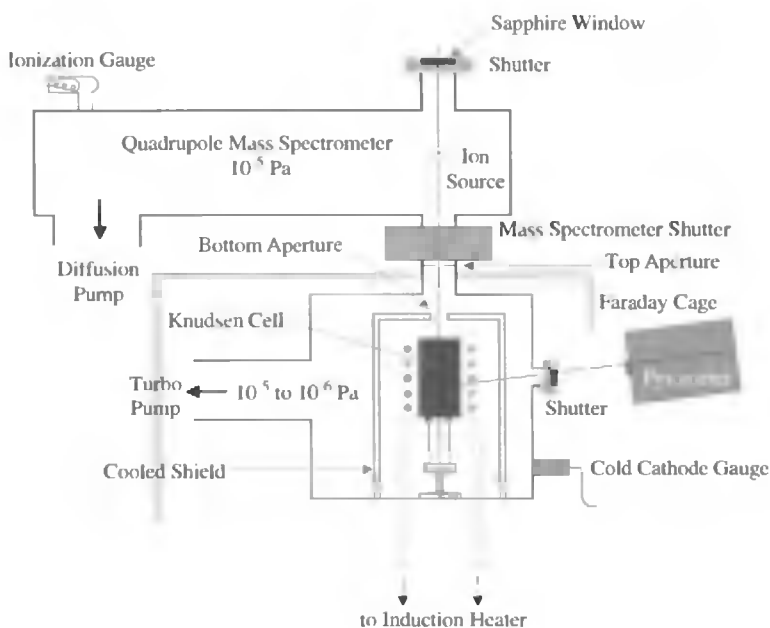 Sapphire Window
Ionization Gauge
Shutter
Quadrupole Mass Spectrometer
10⁻⁵ Pa
Ion
Source
Mass Spectrometer Shutter
Bottom Aperture
Top Aperture
Diffusion
Pump
Faraday Cage
Knudsen Cell
Turbo
Pump
10⁻⁵ to 10⁻⁶ Pa
Shutter
Cooled Shield
Cold Cathode Gauge
to Induction Heater